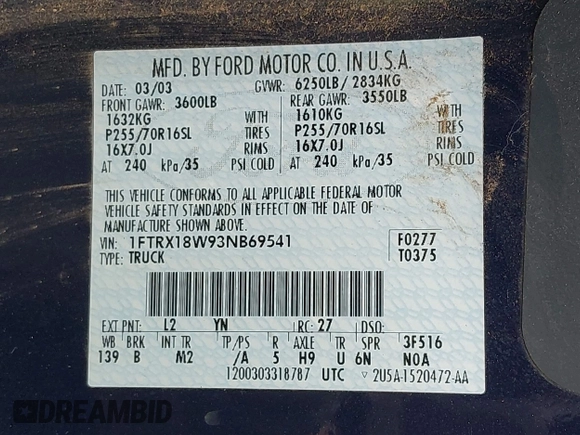 MFD. BY FORD MOTOR CO. IN U.S.A.
DATE: 03/03 GVWR: 6250LB/ 2834KG
FRONT GAWR: 3600LB REAR GAWR: 3550LB
1632KG WITH 1610KG WITH
P255/70R16SL TIRES P255/70R16SL TIRES
16X7.0J RIMS 16X7.0J RIMS
AT 240 kPa/35 PSI COLD AT 240 kPa/35 PSI COLD
THIS VEHICLE CONFORMS TO ALL APPLICABLE FEDERAL MOTOR
VEHICLE SAFETY STANDARDS IN EFFECT ON THE DATE OF
MANUFACTURE SHOWN ABOVE.
VIN: 1FTRX18W93NB69541 F0277
TYPE: TRUCK T0375
EXT PNT: L2 YN RC: 27 DSO:
WB BRK INT TR TP/PS R AXLE TR SPR 3F516
139 B M2 /A 5 H9 U 6N NOA
1200303318787 UTC ▽ 2U5A-1520472-AA
DREAMBID